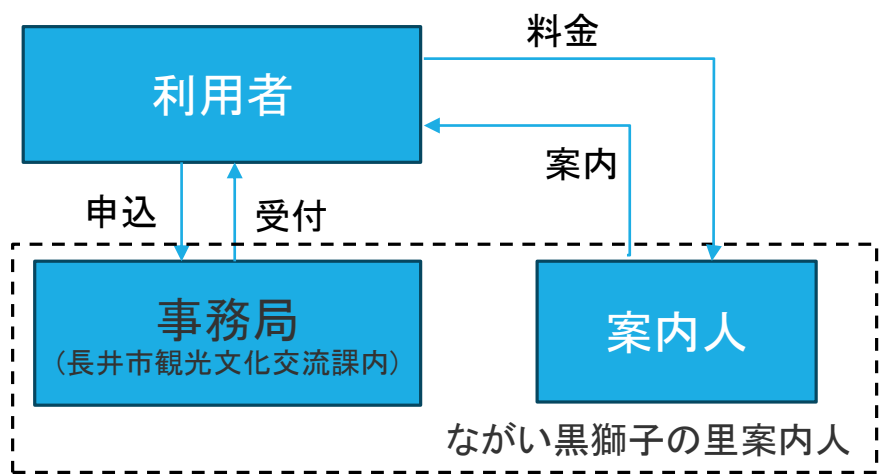 料金
利用者
案内
申込
受付
事務局
（長井市観光文化交流課内）
案内人
ながい黒獅子の里案内人